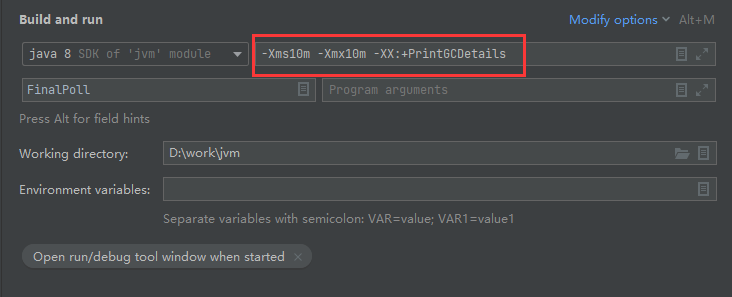 Build and run
Modify options Alt+M
java 8 SDK of 'jvm' module
-Xms10m -Xmx10m -XX:+PrintGCDetails
FinalPoll
Program arguments
Press Alt for field hints
Working directory:
D:\work\jvm
Environment variables:
Separate variables with semicolon: VAR=value; VAR1=value1
Open run/debug tool window when started